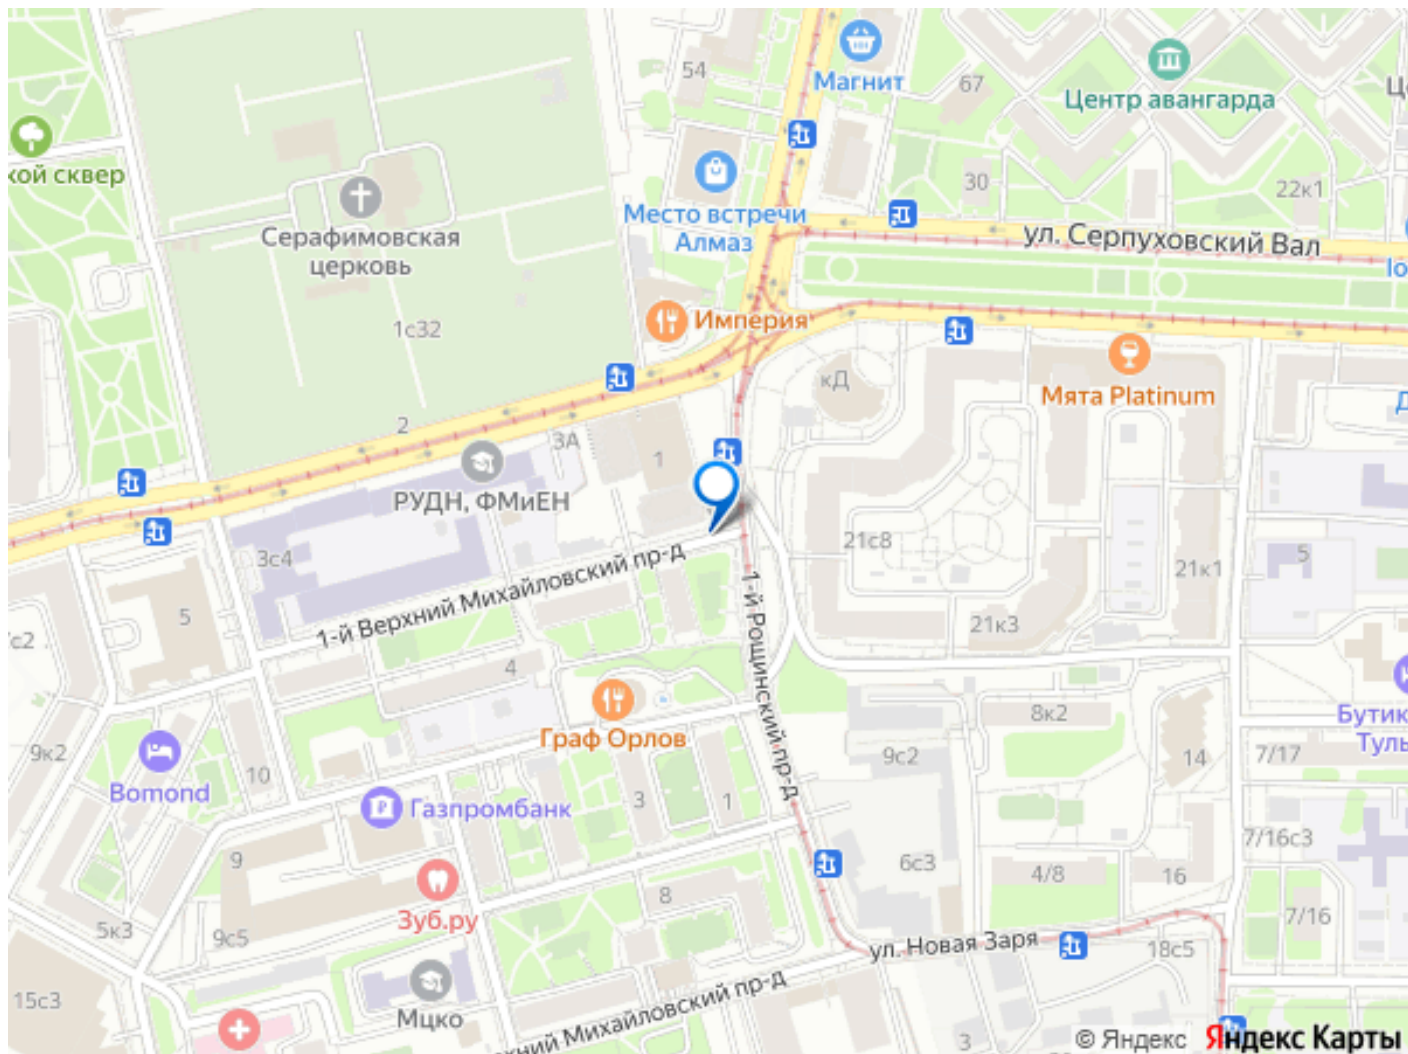 54
Магнит
67
Центр авангарда
кой сквер
30
22к1
Место встречи
Алмаз
Серафимовская
церковь
ул. Серпуховский Вал
Империя
1с32
кД
Мята Platinum
2
3А
1
РУДН, ФМиЕН
3с4
21с8
5
21к1
1-й Верхний Михайловский пр-д
1-й Рощинский пр-д
5
21к3
4
8к2
Граф Орлов
9к2
Bomond
10
9с2
14
7/17
Бутик
Туль
Газпромбанк
3
1
7/16с3
9
6с3
4/8
16
Зуб.ру
8
5к3
9с5
7/16
ул. Новая Заря
18с5
15с3
Мцко
хний Михайловский пр-д
3
© Яндекс Яндекс Карты